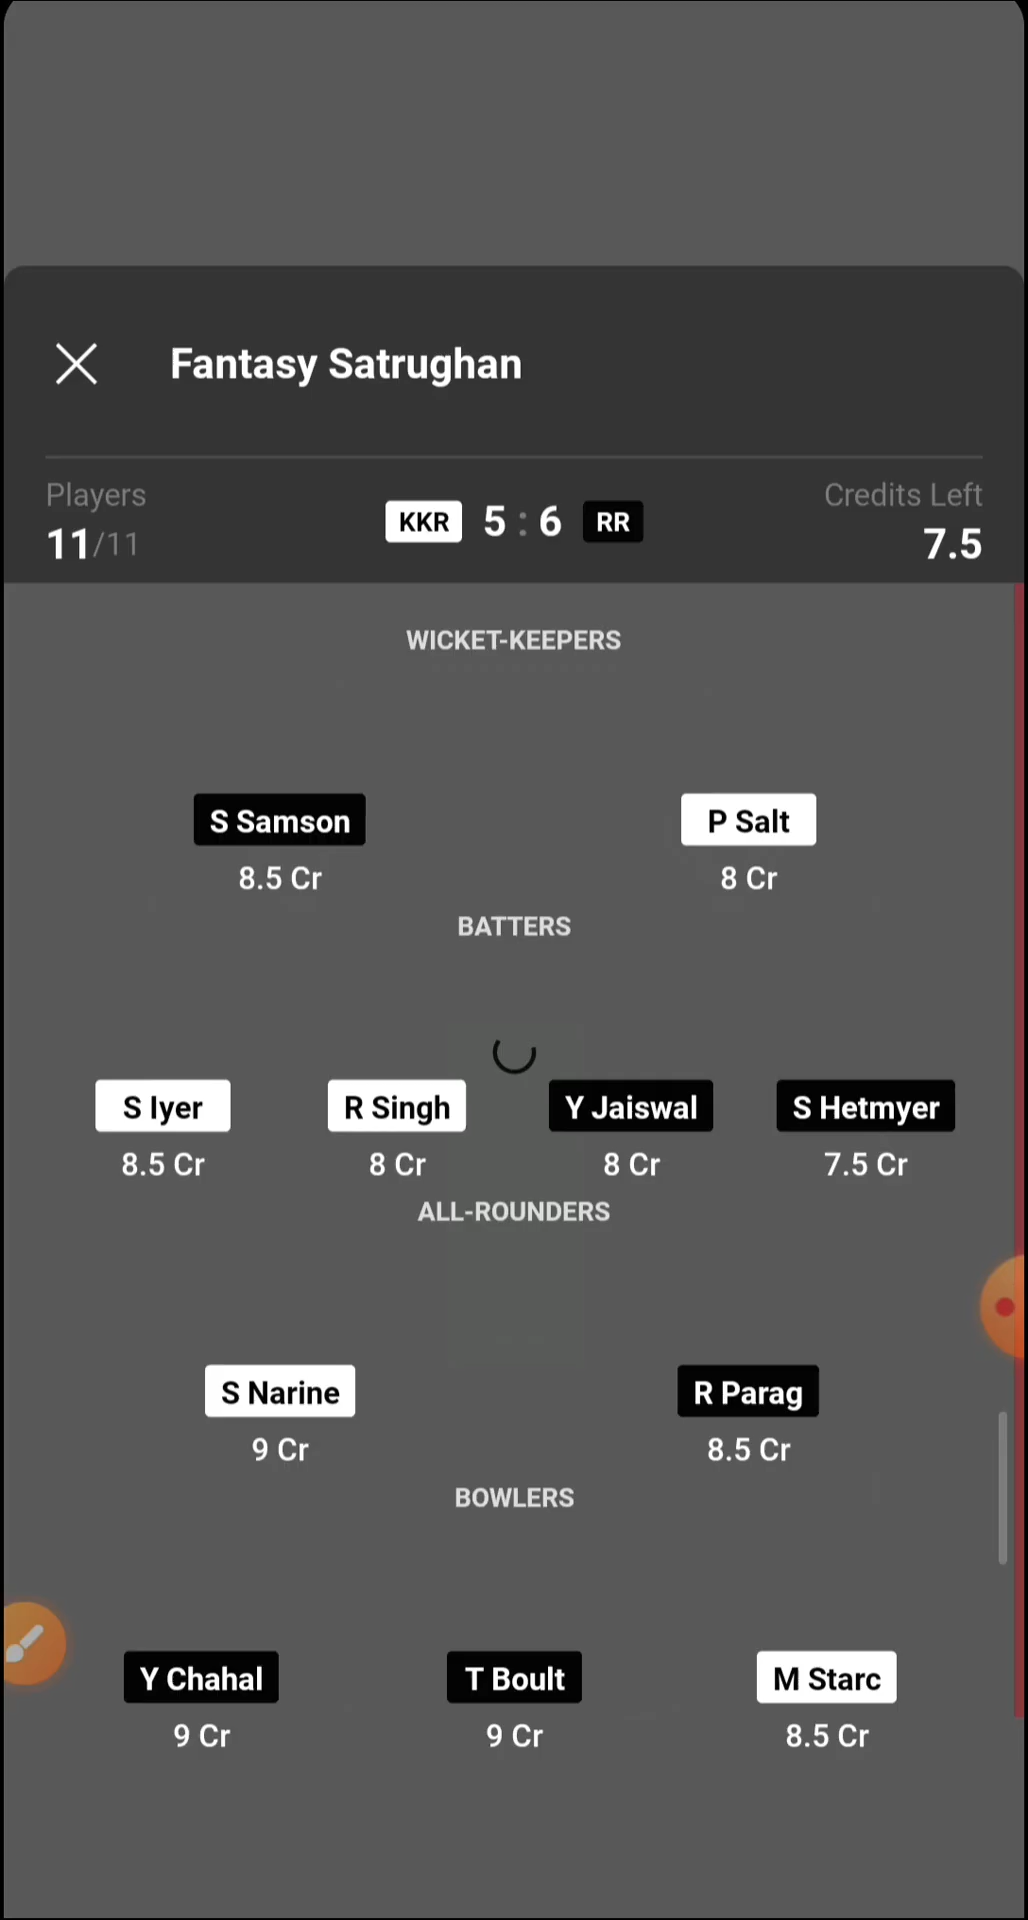 Fantasy Satrughan
Players
Credits Left
11/11
KKR 5 : 6 RR
7.5
WICKET-KEEPERS
S Samson
P Salt
8.5 Cr
8 Cr
BATTERS
S Iyer
R Singh
Y Jaiswal
S Hetmyer
8.5 Cr
8 Cr
8 Cr
7.5 Cr
ALL-ROUNDERS
S Narine
R Parag
9 Cr
8.5 Cr
BOWLERS
Y Chahal
T Boult
M Starc
9 Cr
9 Cr
8.5 Cr